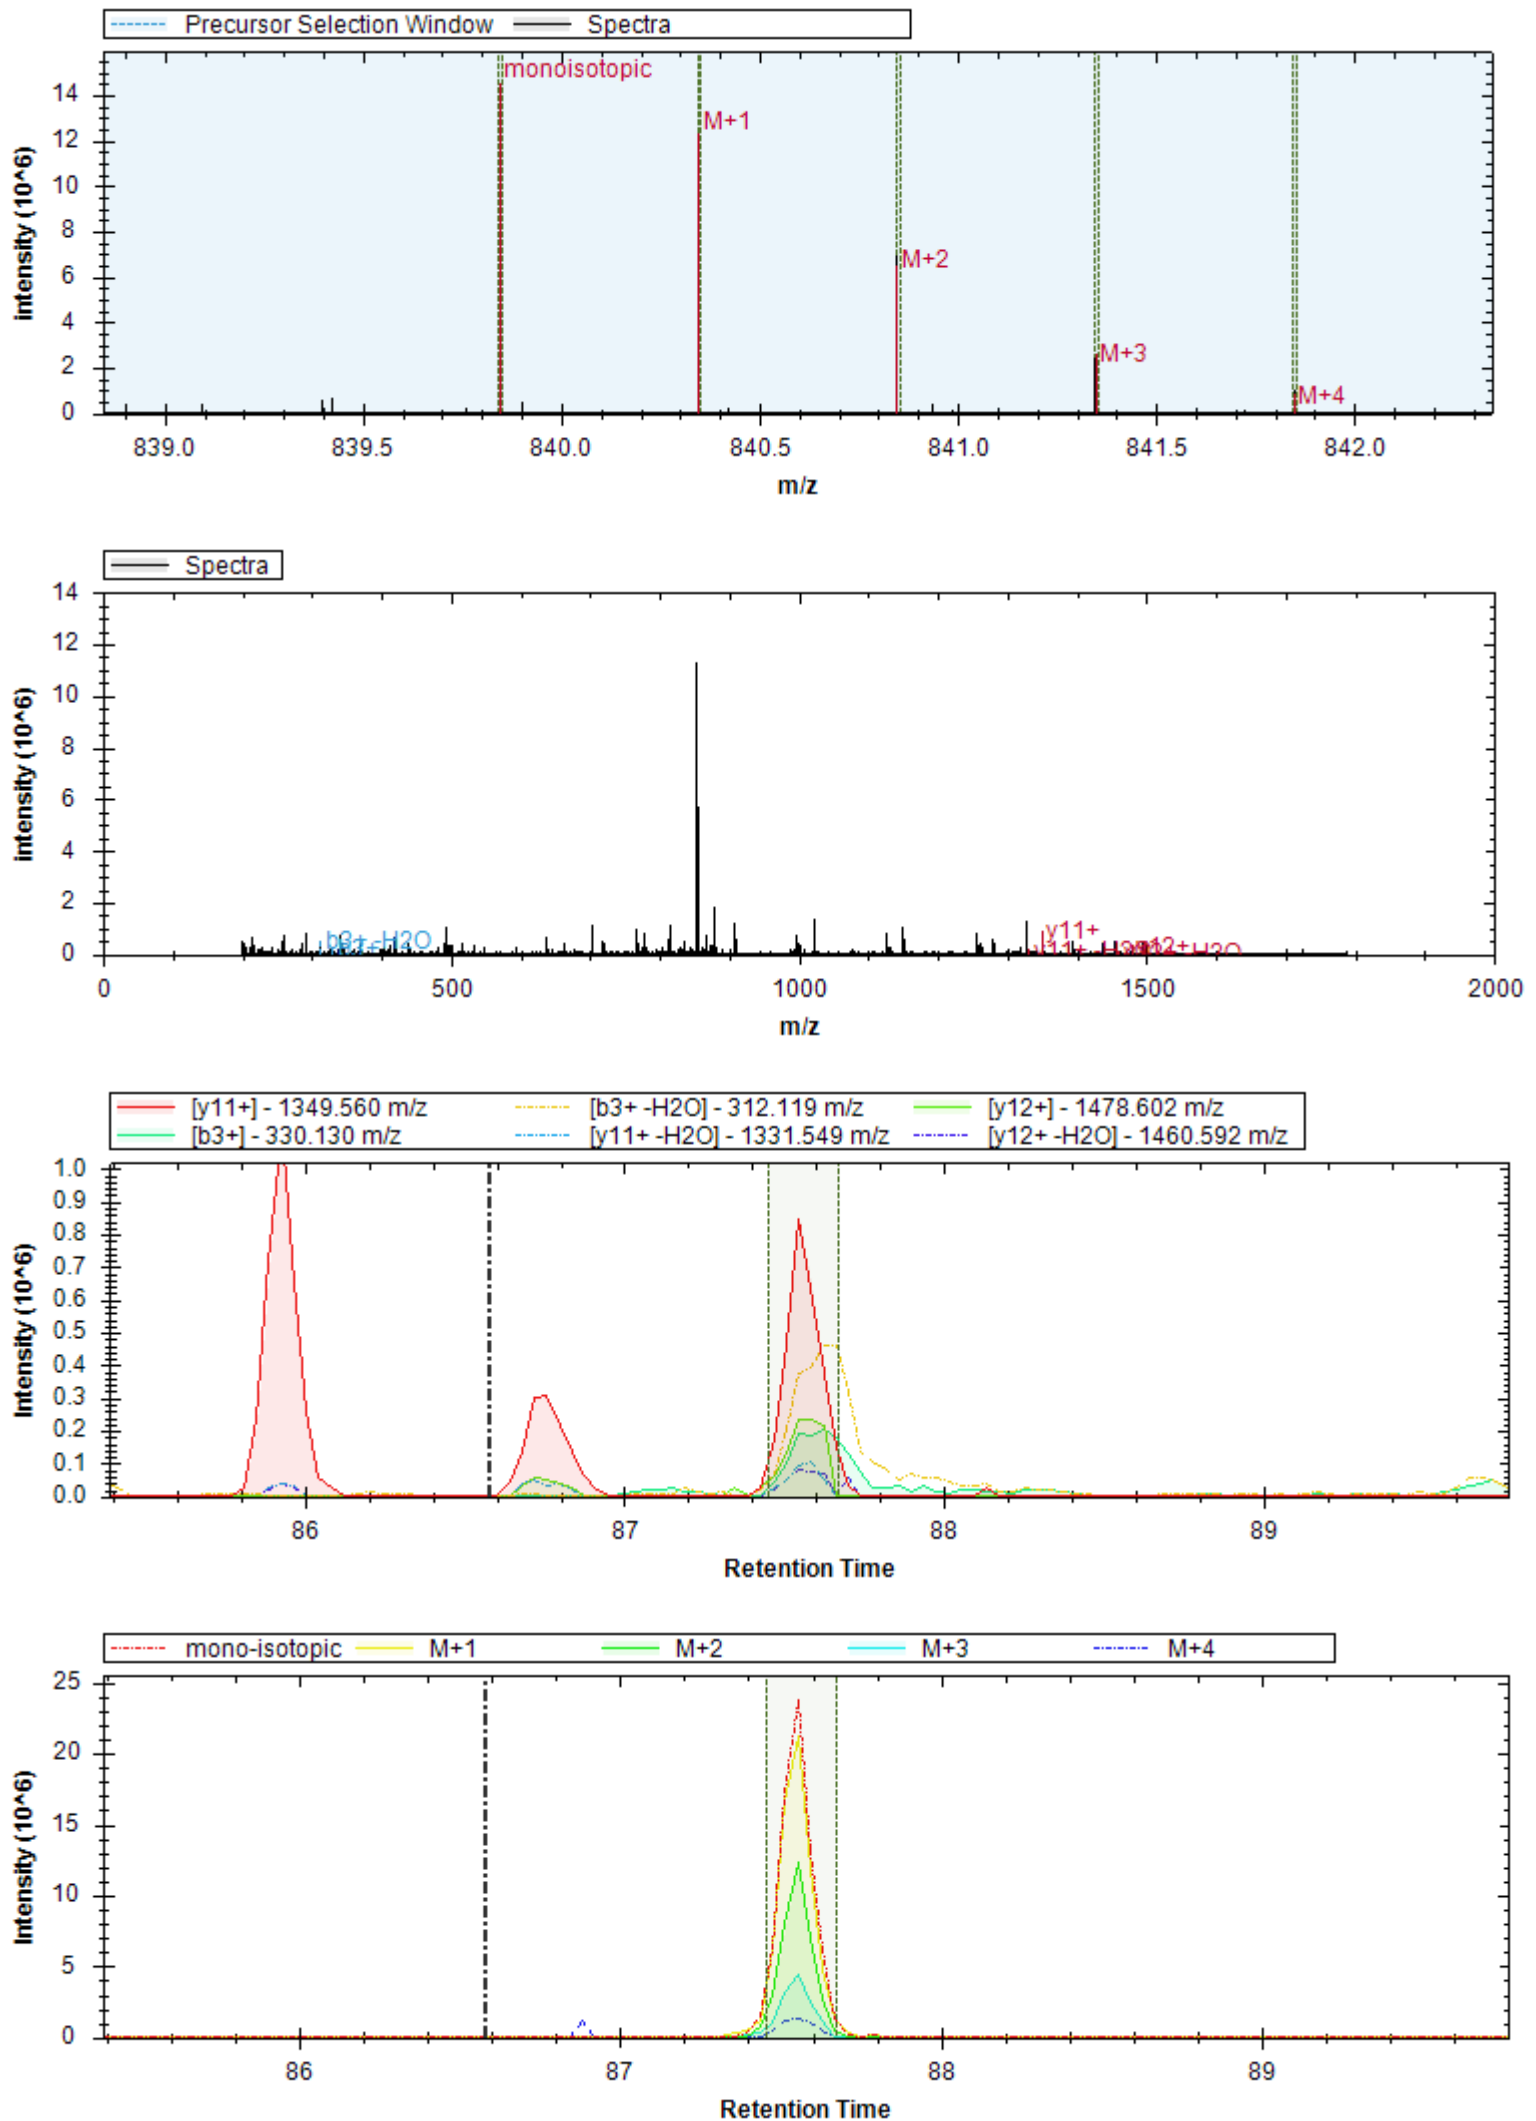 Precursor Selection Window Spectra
intensity (10^6)
14
12
10
8
6
4
2
0
monoisotopic
M+1
M+2
M+3
M+4
839.0 839.5 840.0 840.5 841.0 841.5 842.0
m/z
Spectra
intensity (10^6)
14
12
10
8
6
4
2
0
b3+ -H2O
y11+
y12+
0 500 1000 1500 2000
m/z
[y11+] - 1349.560 m/z [b3+ -H2O] - 312.119 m/z [y12+] - 1478.602 m/z
[b3+] - 330.130 m/z [y11+ -H2O] - 1331.549 m/z [y12+ -H2O] - 1460.592 m/z
Intensity (10^6)
1.0
0.9
0.8
0.7
0.6
0.5
0.4
0.3
0.2
0.1
0.0
86 87 88 89
Retention Time
mono-isotopic M+1 M+2 M+3 M+4
Intensity (10^6)
25
20
15
10
5
0
86 87 88 89
Retention Time